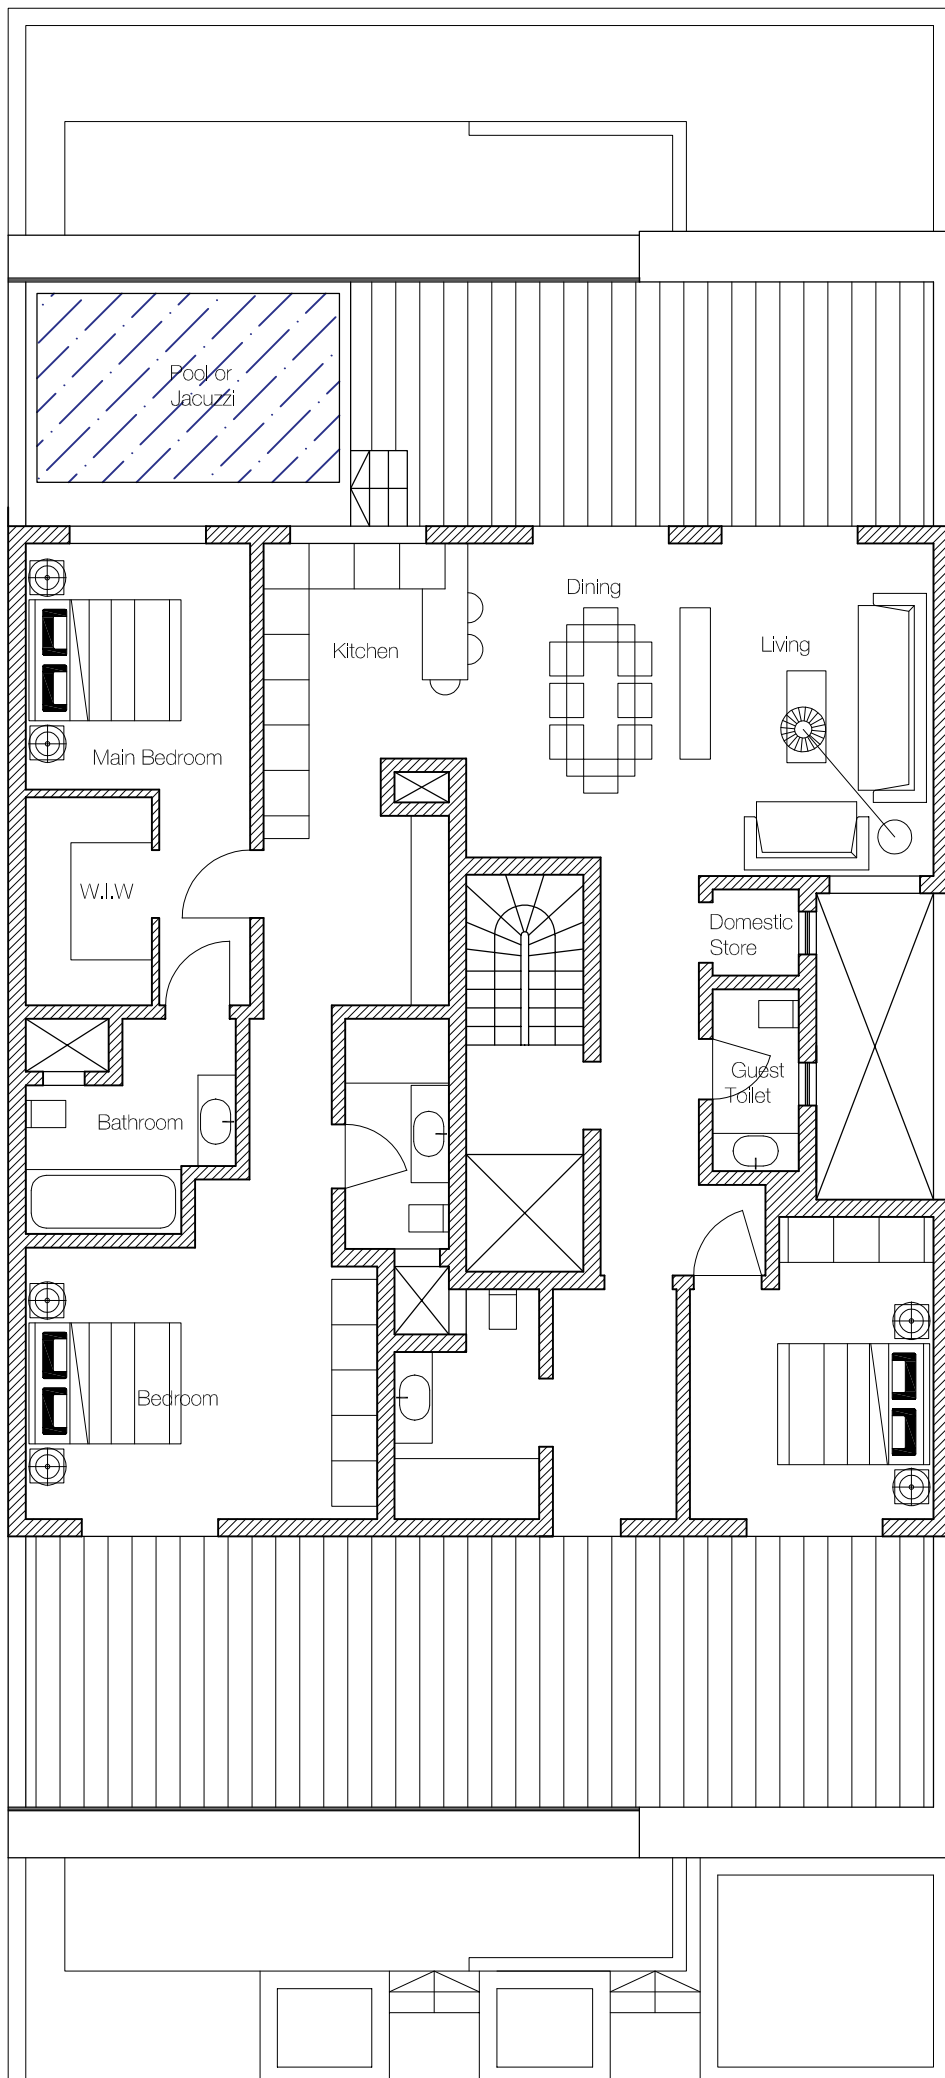 Pool or
Jacuzzi
Dining
Kitchen
Living
Main Bedroom
W.I.W
Domestic
Store
Guest
Toilet
Bathroom
Bedroom